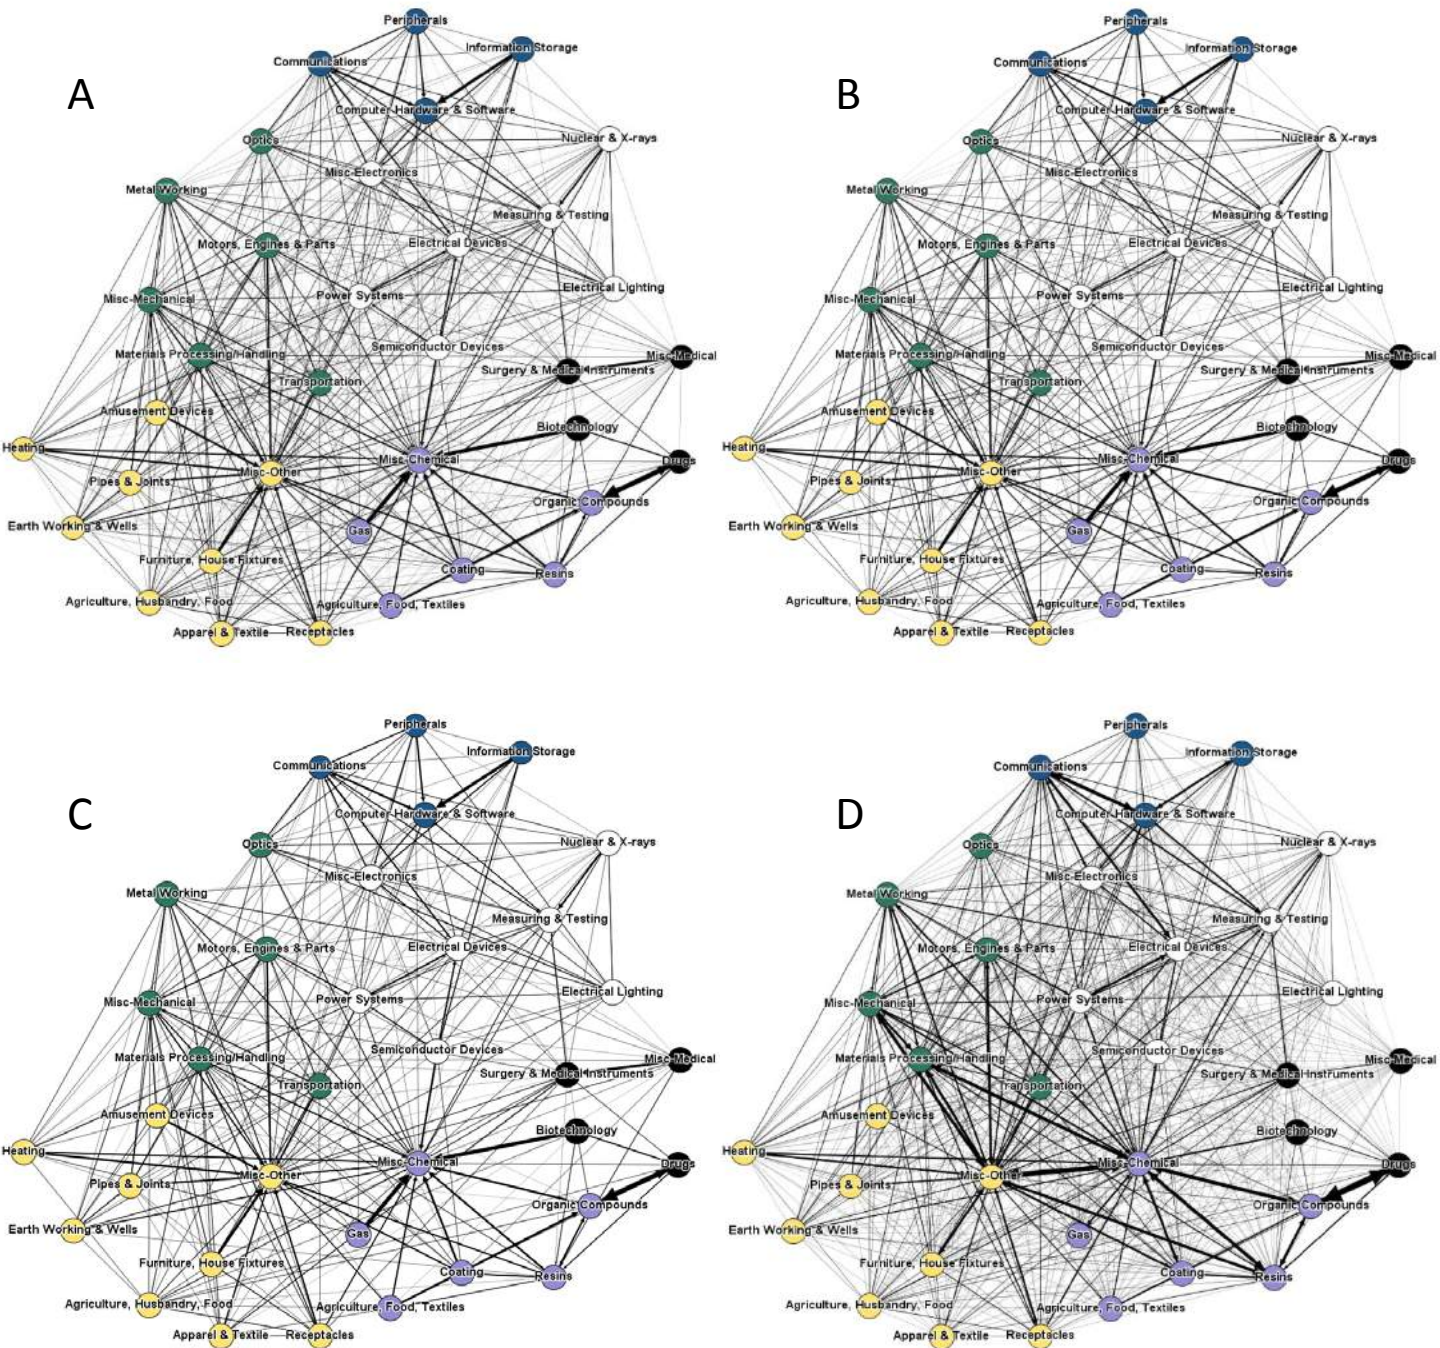 A
Peripherals
Information Storage
Communications
Computer Hardware & Software
Optics
Nuclear & X-rays
Misc-Electronics
Metal Working
Measuring & Testing
Motors, Engines & Parts
Electrical Devices
Electrical Lighting
Power Systems
Misc-Mechanical
Semiconductor Devices
Materials Processing/Handling
Misc-Medical
Surgery & Medical Instruments
Transportation
Amusement Devices
Biotechnology
Heating
Misc-Other
Misc-Chemical
Drugs
Pipes & Joints
Organic Compounds
Earth Working & Wells
Gas
Furniture, House Fixtures
Coating
Resins
Agriculture, Husbandry, Food
Agriculture, Food, Textiles
Apparel & Textile
Receptacles
B
Peripherals
Information Storage
Communications
Computer Hardware & Software
Optics
Nuclear & X-rays
Misc-Electronics
Metal Working
Measuring & Testing
Motors, Engines & Parts
Electrical Devices
Electrical Lighting
Power Systems
Misc-Mechanical
Semiconductor Devices
Materials Processing/Handling
Misc-Medical
Surgery & Medical Instruments
Transportation
Amusement Devices
Biotechnology
Heating
Misc-Other
Misc-Chemical
Drugs
Pipes & Joints
Organic Compounds
Earth Working & Wells
Gas
Furniture, House Fixtures
Coating
Resins
Agriculture, Husbandry, Food
Agriculture, Food, Textiles
Apparel & Textile
Receptacles
C
Peripherals
Information Storage
Communications
Computer Hardware & Software
Optics
Nuclear & X-rays
Misc-Electronics
Metal Working
Measuring & Testing
Motors, Engines & Parts
Electrical Devices
Electrical Lighting
Power Systems
Misc-Mechanical
Semiconductor Devices
Materials Processing/Handling
Misc-Medical
Surgery & Medical Instruments
Transportation
Amusement Devices
Biotechnology
Heating
Misc-Other
Misc-Chemical
Drugs
Pipes & Joints
Organic Compounds
Earth Working & Wells
Gas
Furniture, House Fixtures
Coating
Resins
Agriculture, Husbandry, Food
Agriculture, Food, Textiles
Apparel & Textile
Receptacles
D
Peripherals
Information Storage
Communications
Computer Hardware & Software
Optics
Nuclear & X-rays
Misc-Electronics
Metal Working
Measuring & Testing
Motors, Engines & Parts
Electrical Devices
Electrical Lighting
Power Systems
Misc-Mechanical
Semiconductor Devices
Materials Processing/Handling
Misc-Medical
Surgery & Medical Instruments
Transportation
Amusement Devices
Biotechnology
Heating
Misc-Other
Misc-Chemical
Drugs
Pipes & Joints
Organic Compounds
Earth Working & Wells
Gas
Furniture, House Fixtures
Coating
Resins
Agriculture, Husbandry, Food
Agriculture, Food, Textiles
Apparel & Textile
Receptacles